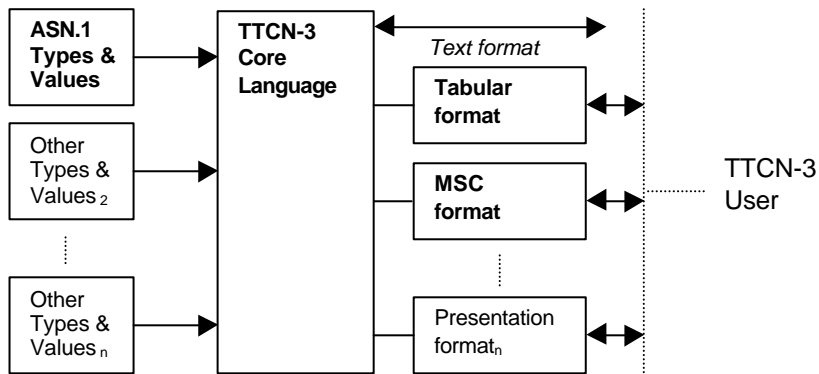 ASN.1
Types &
Values
Other
Types &
Values 2
Other
Types &
Values n
TTCN-3
Core
Language
Text format
Tabular
format
MSC
format
Presentation
formatn
TTCN-3
User